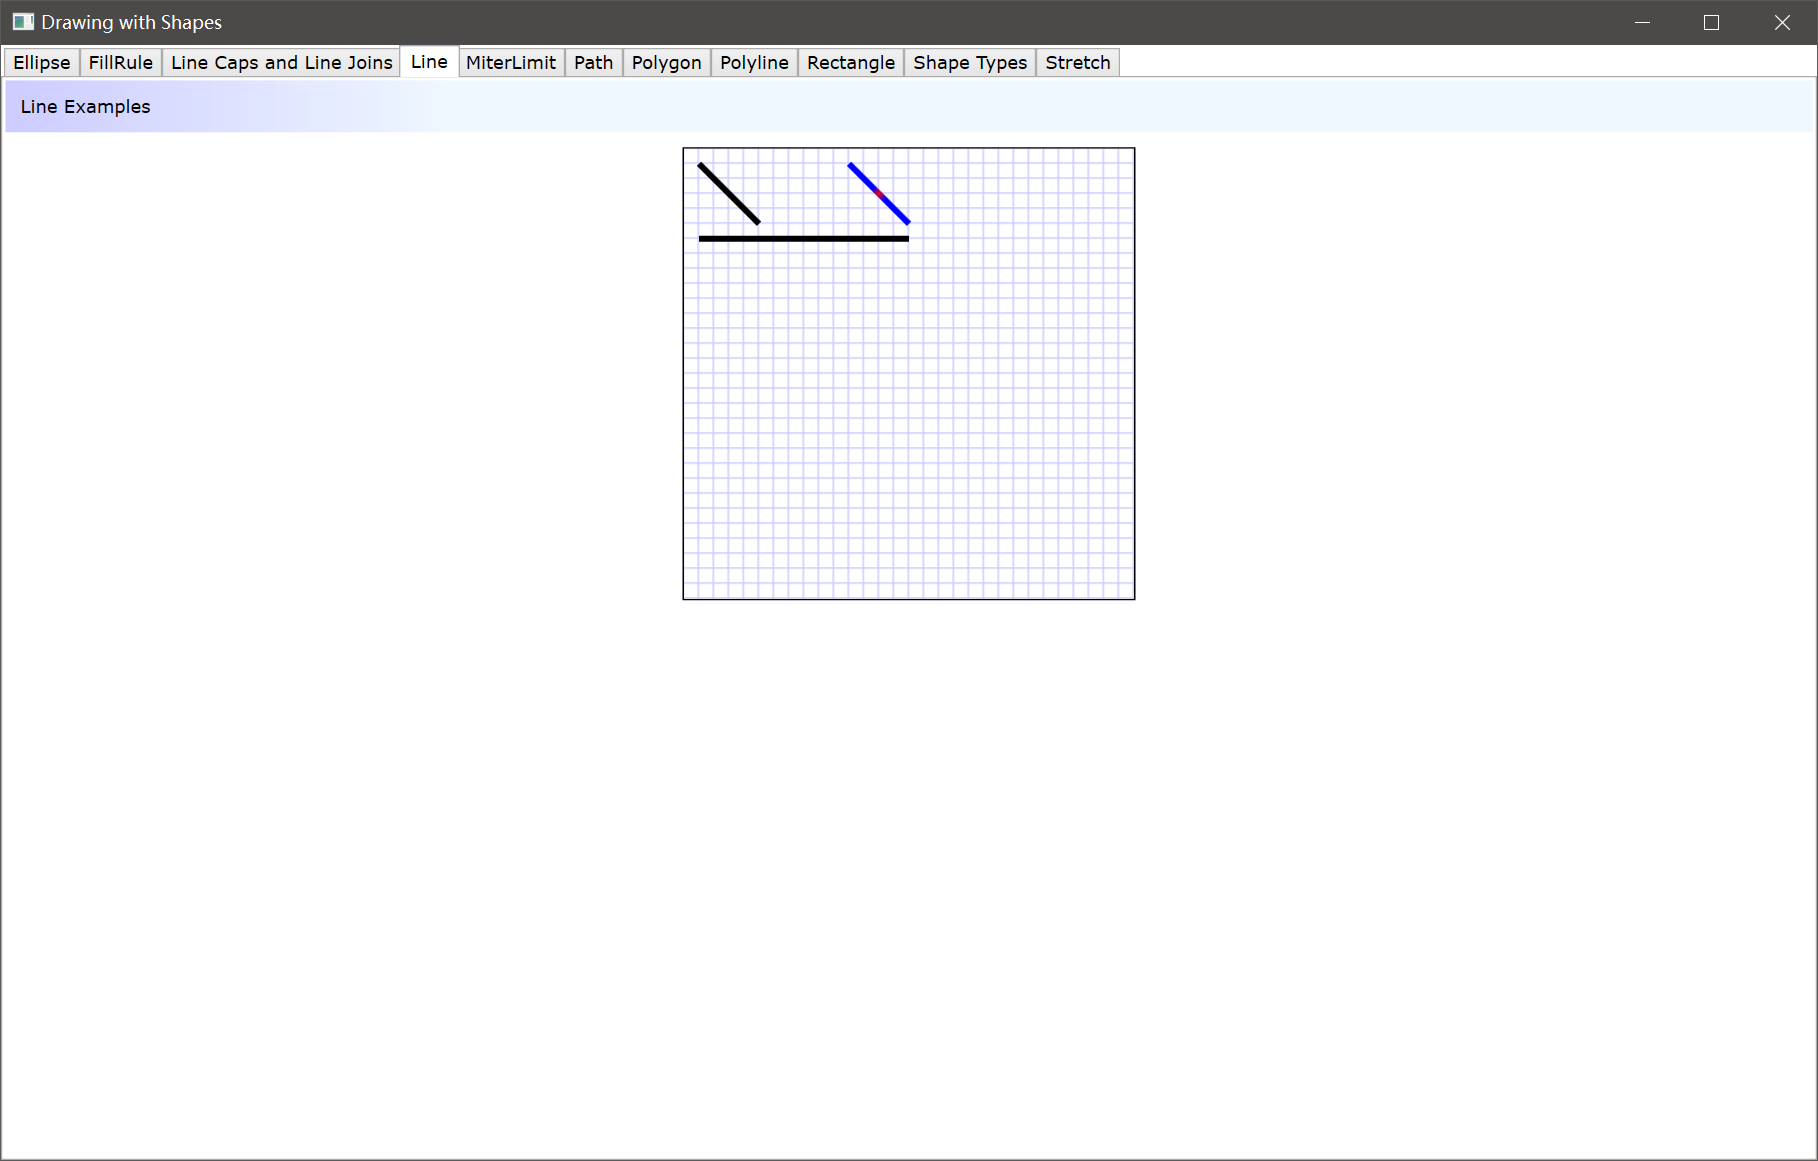 Drawing with Shapes
Ellipse FillRule Line Caps and Line Joins Line MiterLimit Path Polygon Polyline Rectangle Shape Types Stretch
Line Examples